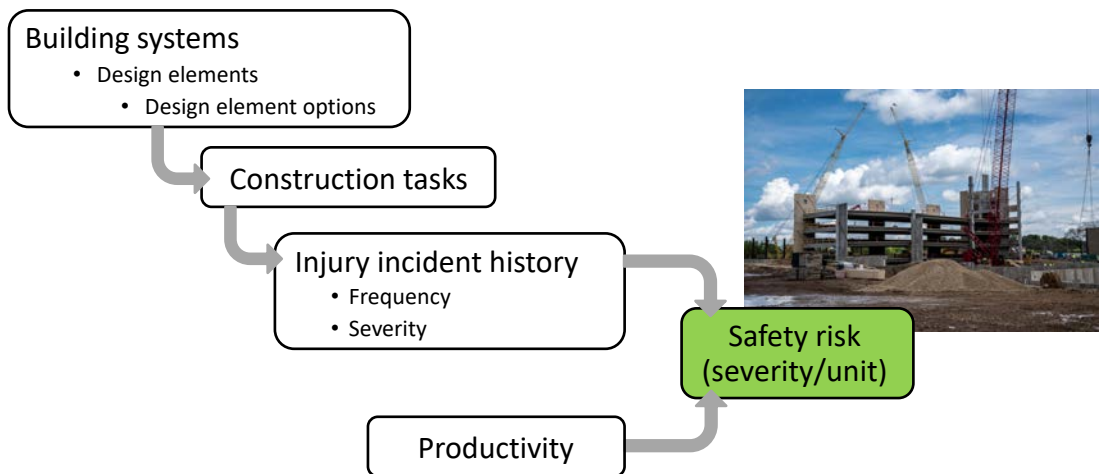 Building systems
• Design elements
• Design element options
Construction tasks
Injury incident history
• Frequency
• Severity
Safety risk
(severity/unit)
Productivity